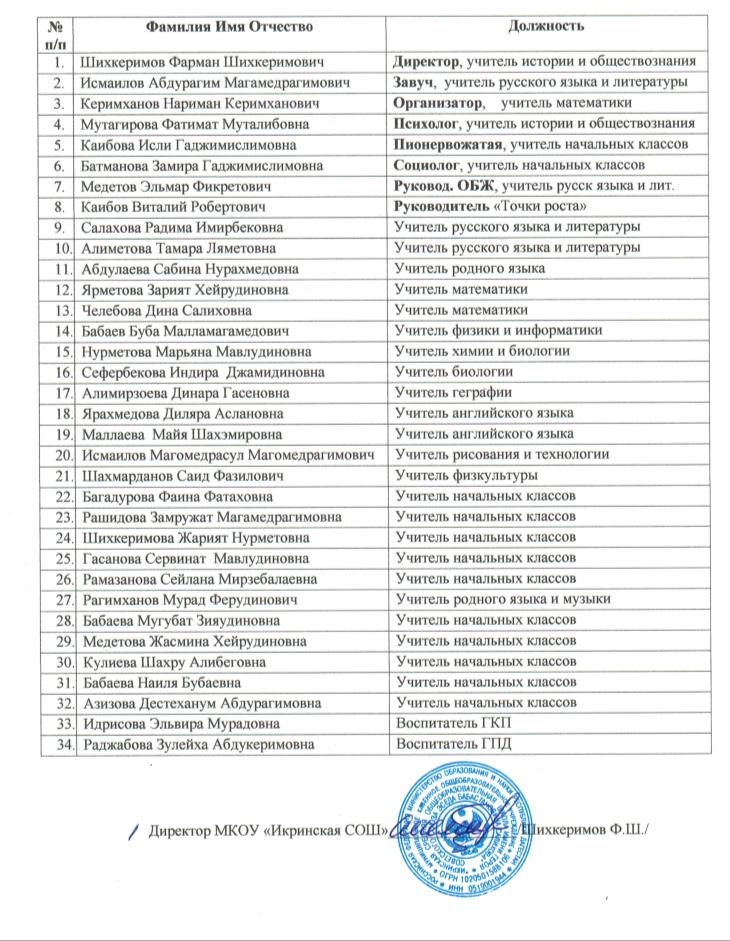 № п/п Фамилия Имя Отчество Должность
1. Шихкеримов Фарман Шихкеримович Директор, учитель истории и обществознания
2. Исмаилов Абдурагим Магамедрагимович Завуч, учитель русского языка и литературы
3. Керимханов Нариман Керимханович Организатор, учитель математики
4. Мутагирова Фатимат Муталибовна Психолог, учитель истории и обществознания
5. Каибова Исли Гаджимислимовна Пионервожатая, учитель начальных классов
6. Батманова Замира Гаджимислимовна Социолог, учитель начальных классов
7. Медетов Эльмар Фикретович Руковод. ОБЖ, учитель русск языка и лит.
8. Каибов Виталий Робертович Руководитель «Точки роста»
9. Салахова Радима Имирбековна Учитель русского языка и литературы
10. Алиметова Тамара Ляметовна Учитель русского языка и литературы
11. Абдулаева Сабина Нурахмедовна Учитель родного языка
12. Ярметова Зарият Хейрудиновна Учитель математики
13. Челебова Дина Салиховна Учитель математики
14. Бабаев Буба Малламагамедович Учитель физики и информатики
15. Нурметова Марьяна Мавлудиновна Учитель химии и биологии
16. Сефербекова Индира Джамидиновна Учитель биологии
17. Алимирзоева Динара Гасеновна Учитель геграфии
18. Ярахмедова Диляра Аслановна Учитель английского языка
19. Маллаева Майя Шахэмировна Учитель английского языка
20. Исмаилов Магомедрасул Магомедрагимович Учитель рисования и технологии
21. Шахмарданов Саид Фазилович Учитель физкультуры
22. Багадурова Фаина Фатаховна Учитель начальных классов
23. Рашидова Замружат Магамедрагимовна Учитель начальных классов
24. Шихкеримова Жарият Нурметовна Учитель начальных классов
25. Гасанова Сервинат Мавлудиновна Учитель начальных классов
26. Рамазанова Сейлана Мирзебалаевна Учитель начальных классов
27. Рагимханов Мурад Ферудинович Учитель родного языка и музыки
28. Бабаева Мугубат Зияудиновна Учитель начальных классов
29. Медетова Жасмина Хейрудиновна Учитель начальных классов
30. Кулиева Шахру Алибеговна Учитель начальных классов
31. Бабаева Наиля Бубаевна Учитель начальных классов
32. Азизова Дестеханум Абдурагимовна Учитель начальных классов
33. Идрисова Эльвира Мурадовна Воспитатель ГКП
34. Раджабова Зулейха Абдукеримовна Воспитатель ГПД
Директор МКОУ «Икринская СОШ» /Шихкеримов Ф.Ш./
ОГРН 1020501588106 ИНН 0519001944